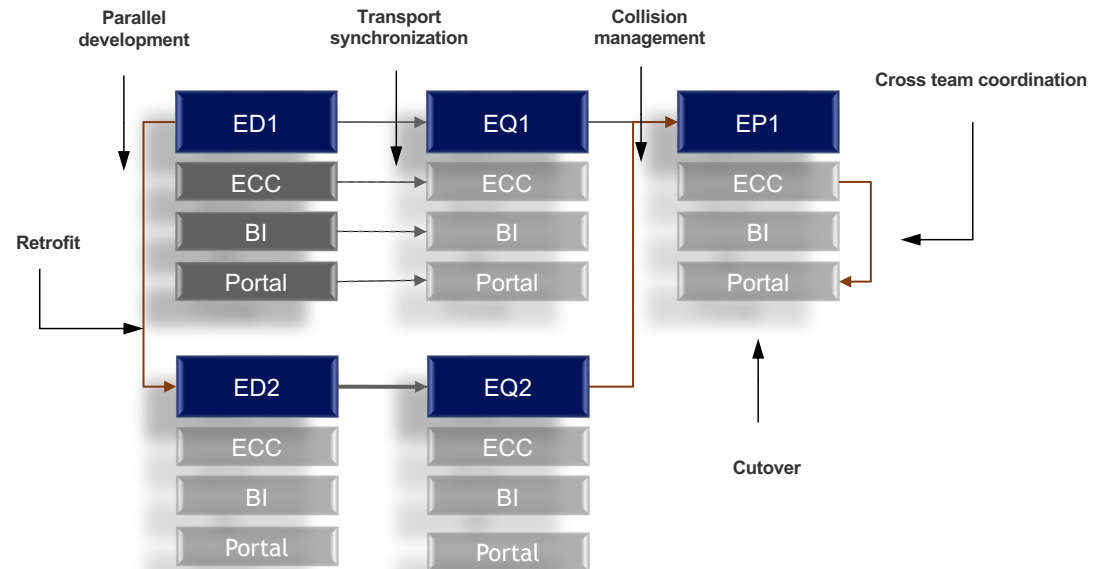 Parallel
development
Transport
synchronization
Collision
management
Cross team coordination
ED1
EQ1
EP1
ECC
ECC
ECC
BI
BI
BI
Retrofit
Portal
Portal
Portal
ED2
EQ2
ECC
ECC
Cutover
BI
BI
Portal
Portal